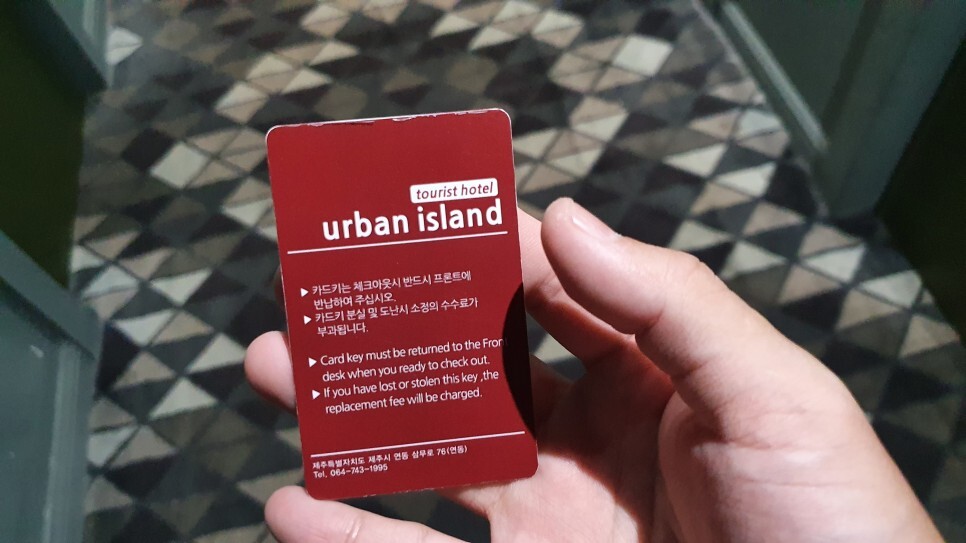 tourist hotel
urban island
▶ 카드키는 체크아웃시 반드시 프론트에
반납하여 주십시오.
▶ 카드키 분실 및 도난시 소정의 수수료가
부과됩니다.
▶ Card key must be returned to the Fron
desk when you ready to check out.
▶ If you have lost or stolen this key ,the
replacement fee will be charged.
제주특별자치도 제주시 연동 삼무로 76(연동)
Tel. 064-743-1995